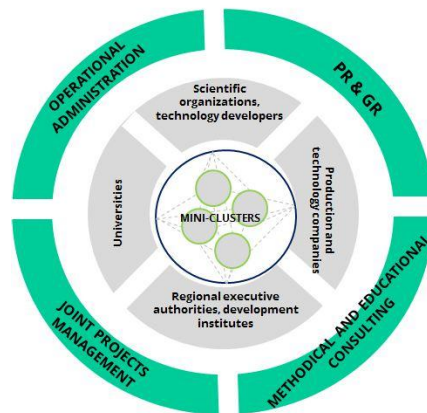 OPERATIONAL
ADMINISTRATION
PR & GR
Scientific
organizations,
technology developers
Universities
MINI-CLUSTERS
Production and
technology companies
Regional executive
authorities, development
institutes
JOINT PROJECTS
MANAGEMENT
METHODICAL AND EDUCATIONAL
CONSULTING